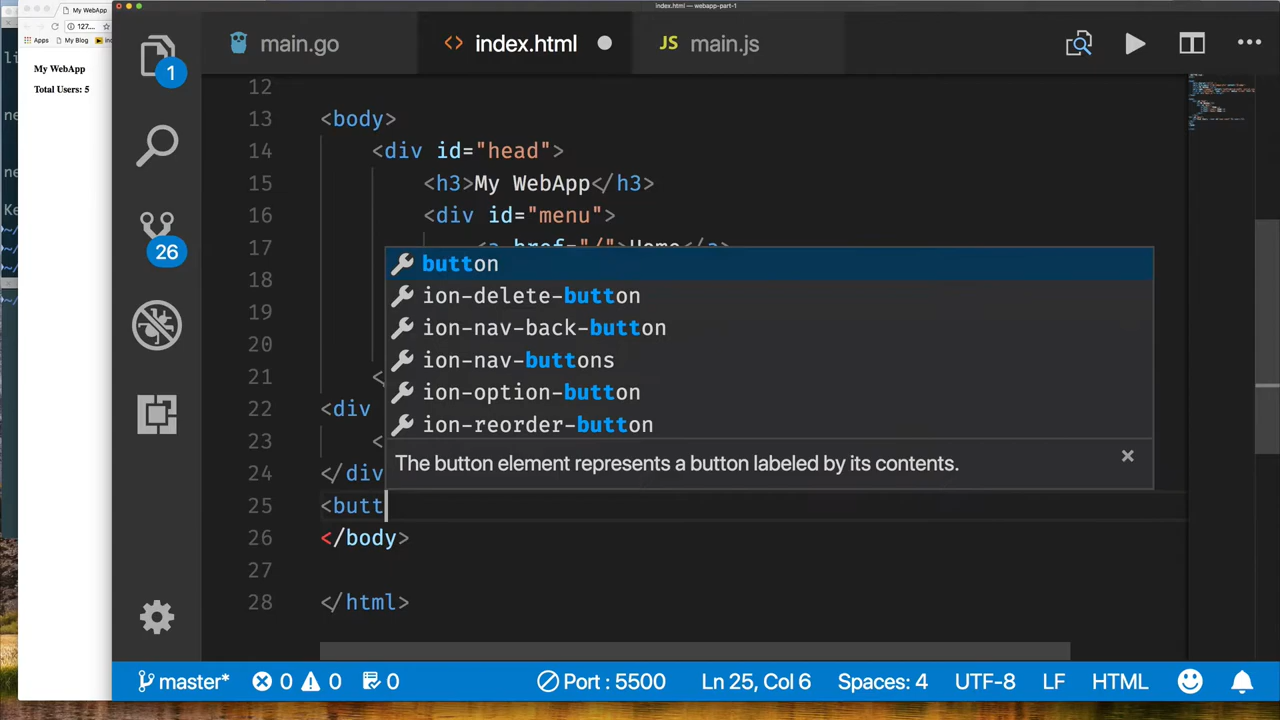 index.html — webapp-part-1
My WebApp
127....
Apps
My Blog
My WebApp
Total Users: 5
main.go
<> index.html
JS main.js
1
26
12
13 <body>
14 <div id="head">
15 <h3>My WebApp</h3>
16 <div id="menu">
17 <a href="/">Home</a>
18
19
20
21 <
22 <div
23 <
24 </div
25 <butt
26 </body>
27
28 </html>
button
ion-delete-button
ion-nav-back-button
ion-nav-buttons
ion-option-button
ion-reorder-button
The button element represents a button labeled by its contents.
master* 0 0 0 Port : 5500 Ln 25, Col 6 Spaces: 4 UTF-8 LF HTML